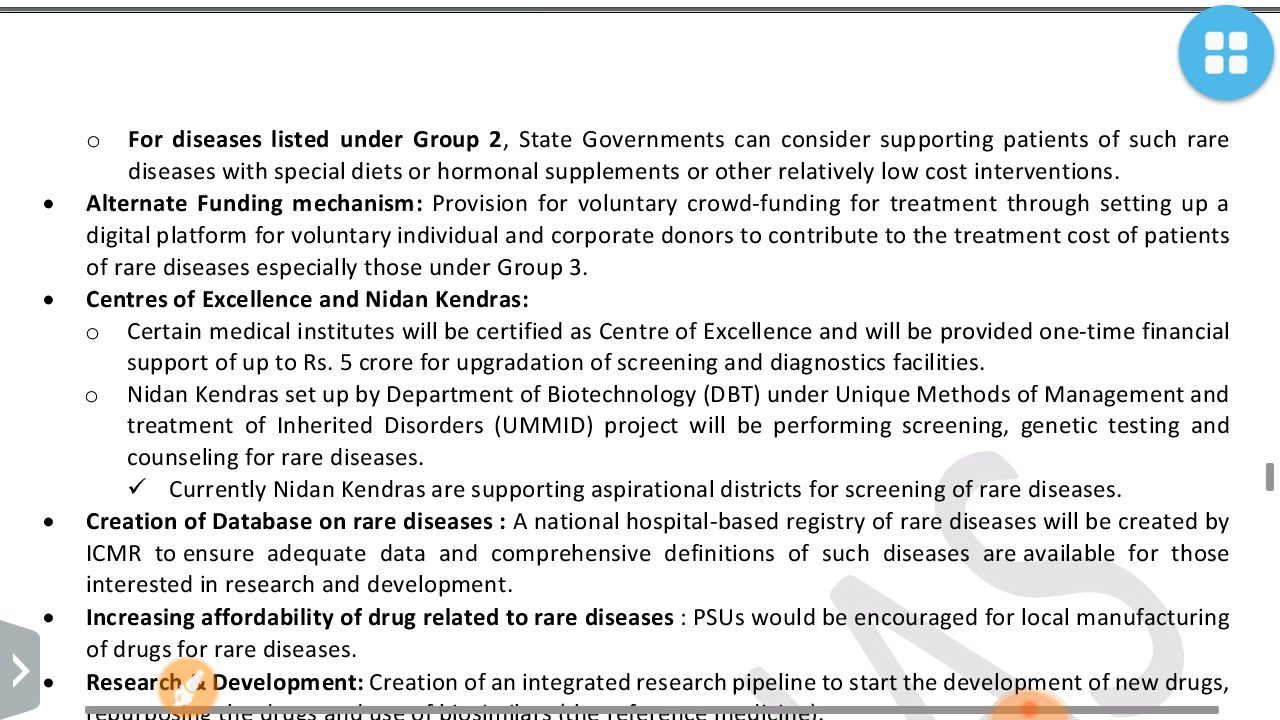 o For diseases listed under Group 2, State Governments can consider supporting patients of such rare
diseases with special diets or hormonal supplements or other relatively low cost interventions.
• Alternate Funding mechanism: Provision for voluntary crowd-funding for treatment through setting up a
digital platform for voluntary individual and corporate donors to contribute to the treatment cost of patients
of rare diseases especially those under Group 3.
• Centres of Excellence and Nidan Kendras:
o Certain medical institutes will be certified as Centre of Excellence and will be provided one-time financial
support of up to Rs. 5 crore for upgradation of screening and diagnostics facilities.
o Nidan Kendras set up by Department of Biotechnology (DBT) under Unique Methods of Management and
treatment of Inherited Disorders (UMMID) project will be performing screening, genetic testing and
counseling for rare diseases.
✓ Currently Nidan Kendras are supporting aspirational districts for screening of rare diseases.
• Creation of Database on rare diseases : A national hospital-based registry of rare diseases will be created by
ICMR to ensure adequate data and comprehensive definitions of such diseases are available for those
interested in research and development.
• Increasing affordability of drug related to rare diseases : PSUs would be encouraged for local manufacturing
of drugs for rare diseases.
• Research & Development: Creation of an integrated research pipeline to start the development of new drugs,
repurposing the drugs and use of biosimilars (the reference medicine).